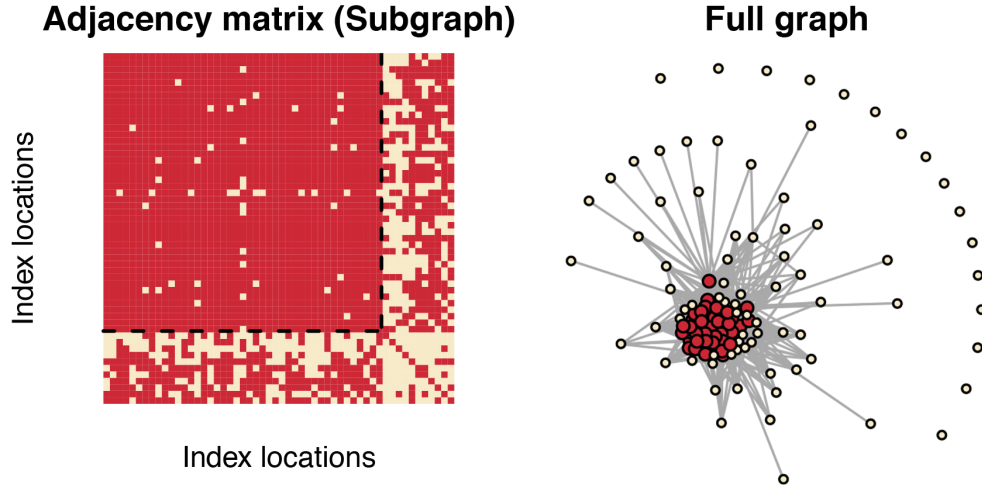 Adjacency matrix (Subgraph)
Full graph
Index locations
Index locations